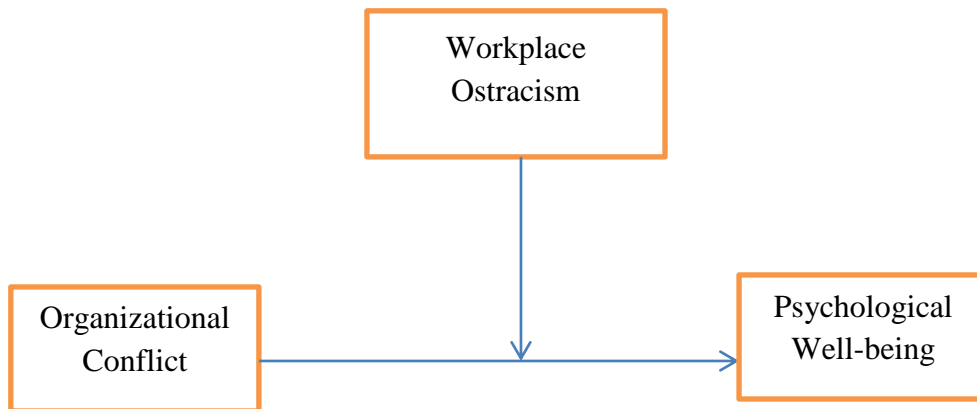 Workplace
Ostracism
Organizational
Conflict
Psychological
Well-being